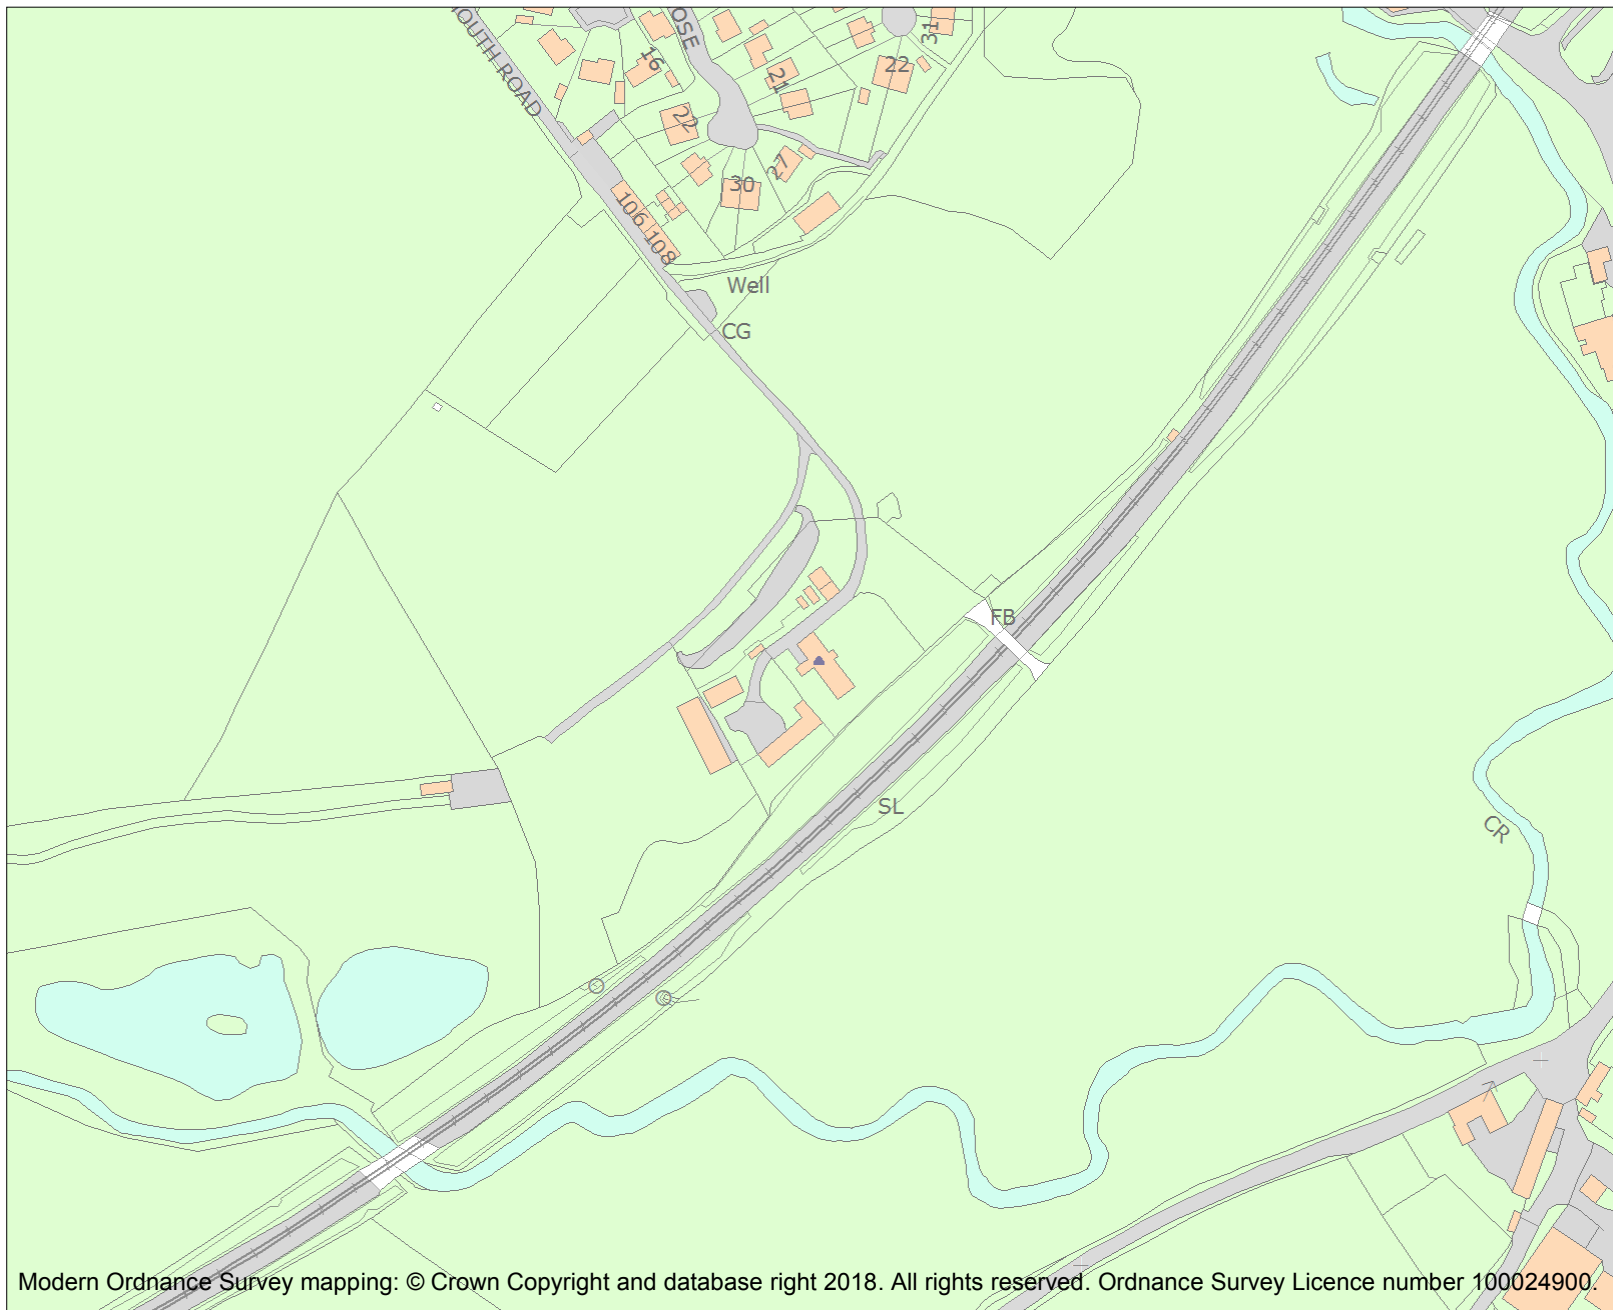 OUTH ROAD
OSE
16
21
31
22
22
27
30
106
108
Well
CG
FB
SL
CR
7
Modern Ordnance Survey mapping: © Crown Copyright and database right 2018. All rights reserved. Ordnance Survey Licence number 100024900.